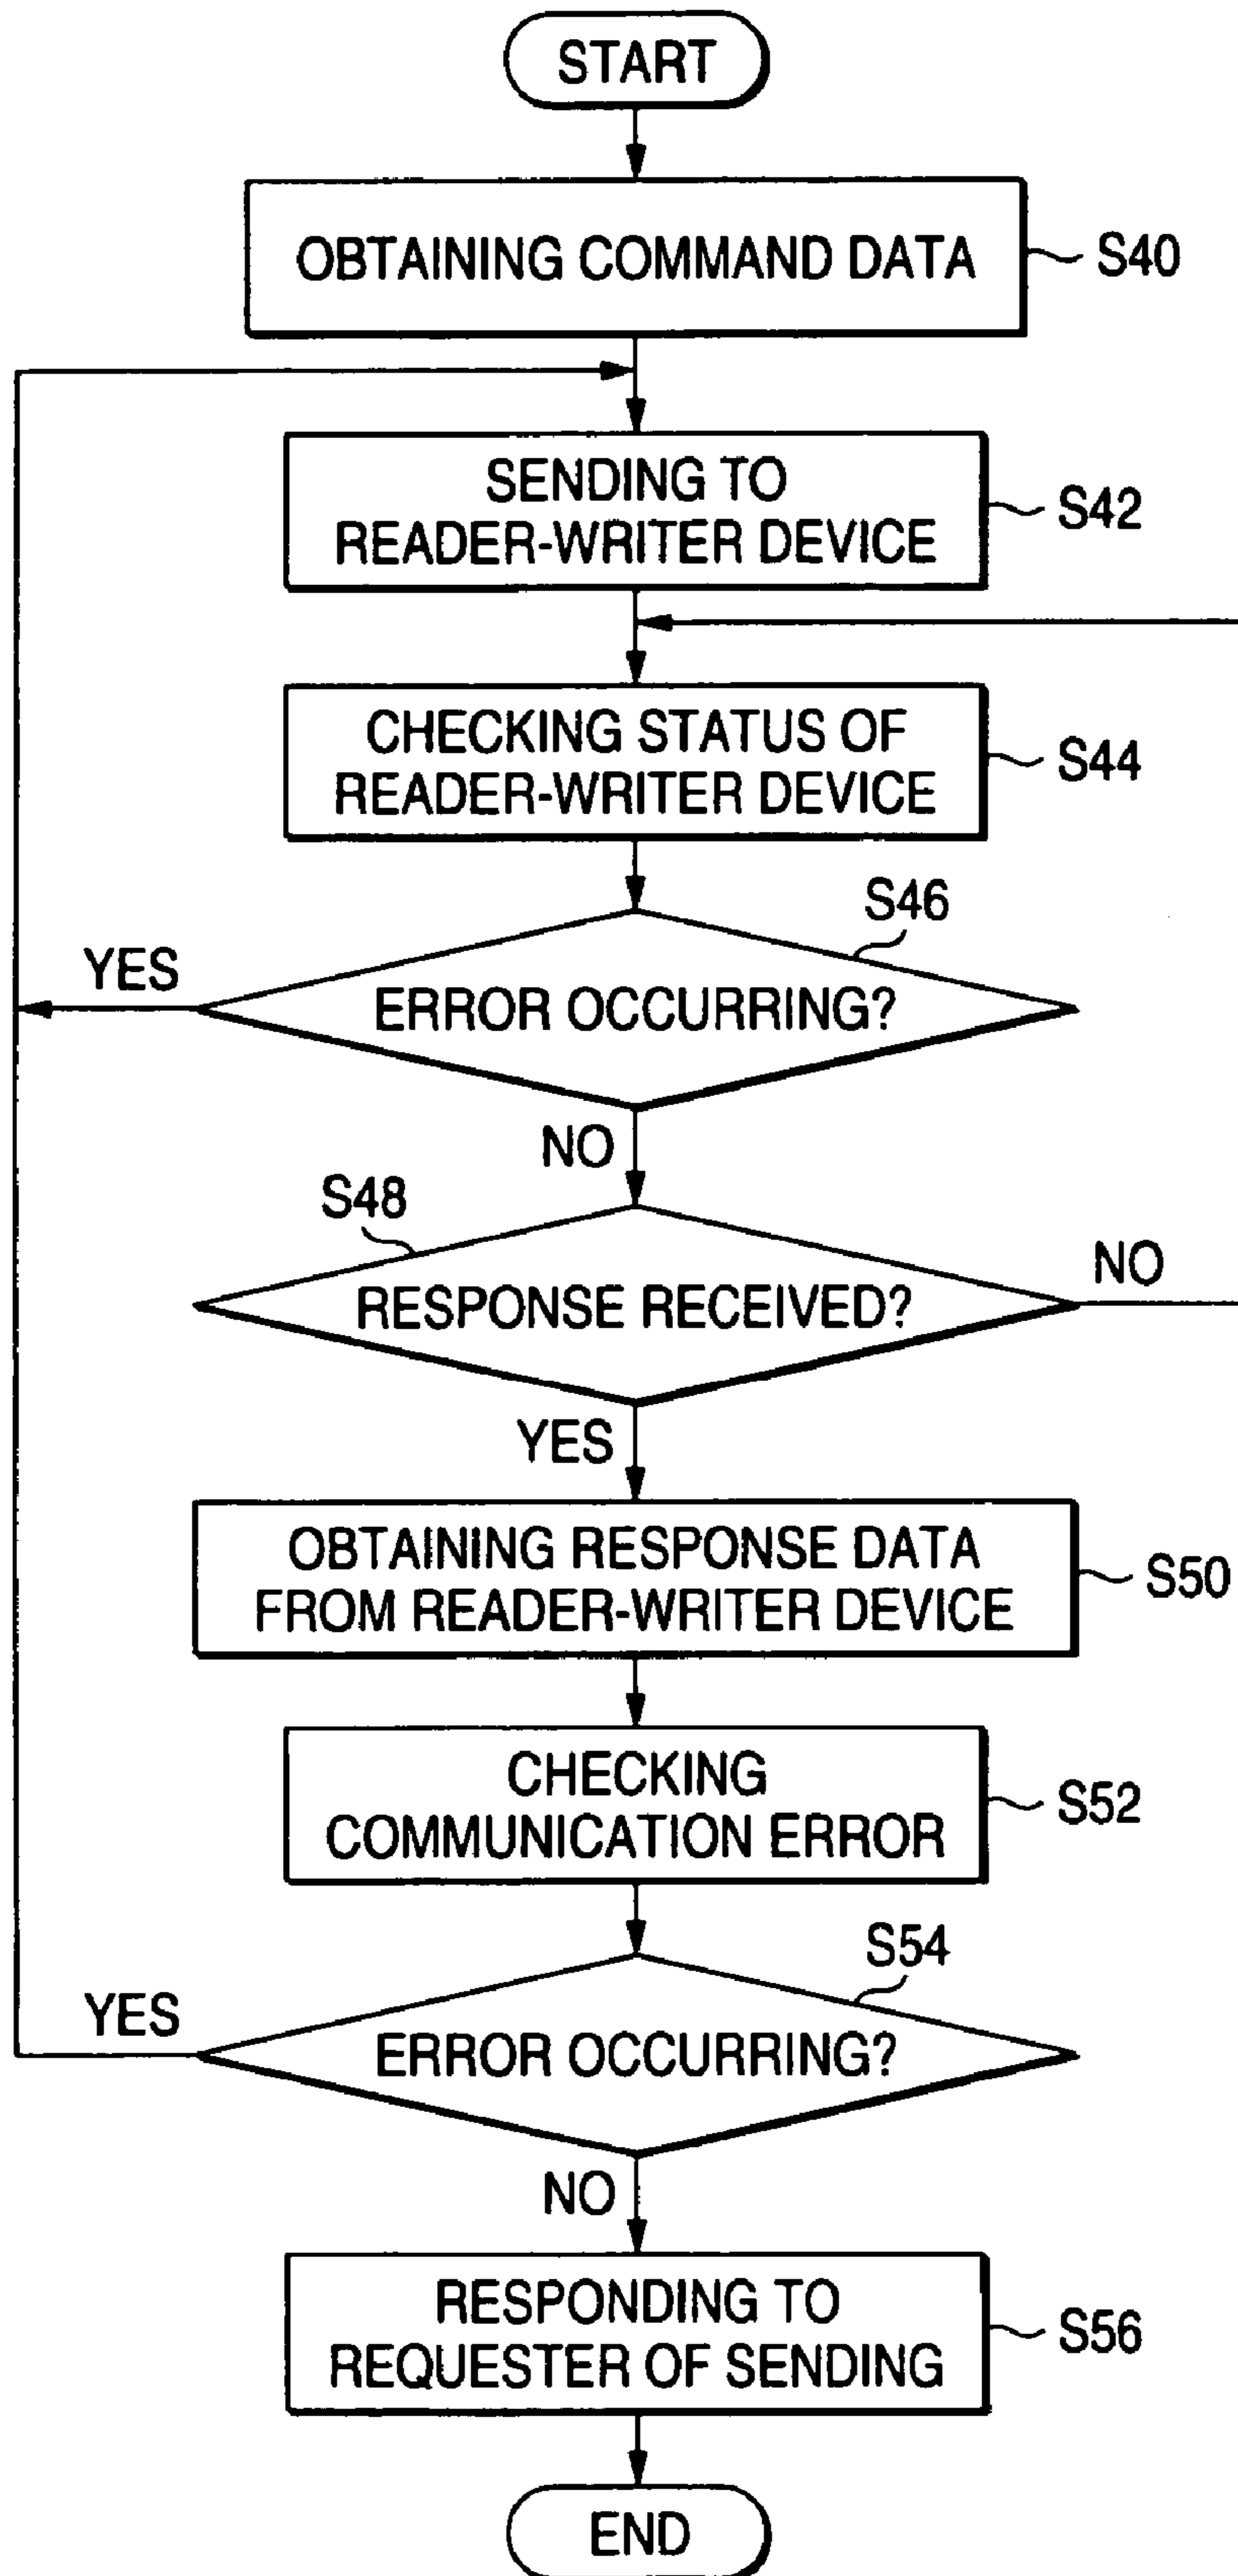 START
OBTAINING COMMAND DATA
S40
SENDING TO
READER-WRITER DEVICE
S42
CHECKING STATUS OF
READER-WRITER DEVICE
S44
S46
YES
ERROR OCCURRING?
NO
S48
RESPONSE RECEIVED?
NO
YES
OBTAINING RESPONSE DATA
FROM READER-WRITER DEVICE
S50
CHECKING
COMMUNICATION ERROR
S52
S54
YES
ERROR OCCURRING?
NO
RESPONDING TO
REQUESTER OF SENDING
S56
END